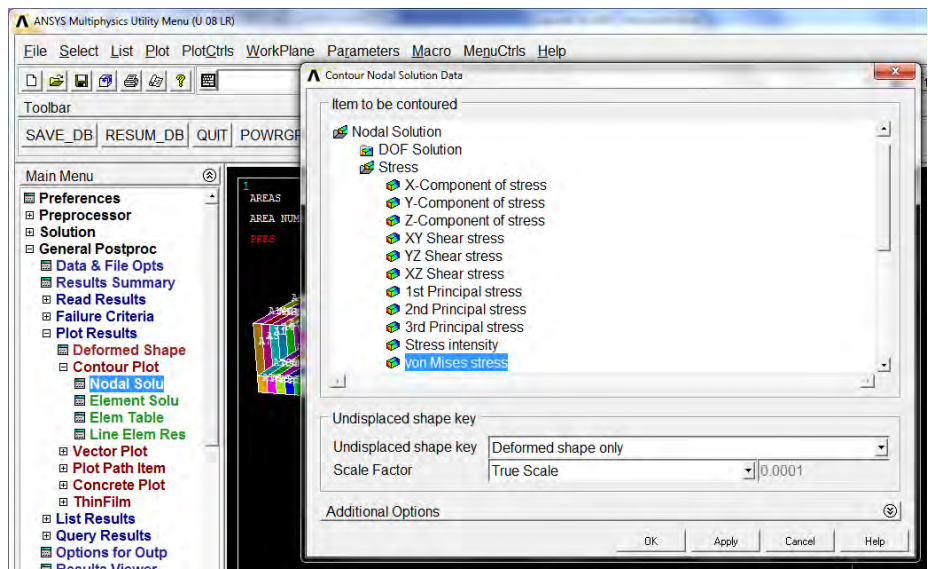 ANSYS Multiphysics Utility Menu (U 08 LR)
File Select List Plot PlotCtrls WorkPlane Parameters Macro MenuCtrls Help
Toolbar
SAVE_DB RESUM_DB QUIT POWRGR
Main Menu
Preferences
Preprocessor
Solution
General Postproc
Data & File Opts
Results Summary
Read Results
Failure Criteria
Plot Results
Deformed Shape
Contour Plot
Nodal Solu
Element Solu
Elem Table
Line Elem Res
Vector Plot
Plot Path Item
Concrete Plot
ThinFilm
List Results
Query Results
Options for Outp
Results Viewer
1
AREAS
AREA NUM
PRES
Contour Nodal Solution Data
Item to be contoured
Nodal Solution
DOF Solution
Stress
X-Component of stress
Y-Component of stress
Z-Component of stress
XY Shear stress
YZ Shear stress
XZ Shear stress
1st Principal stress
2nd Principal stress
3rd Principal stress
Stress intensity
von Mises stress
Undisplaced shape key
Undisplaced shape key Deformed shape only
Scale Factor True Scale 0.0001
Additional Options
OK Apply Cancel Help